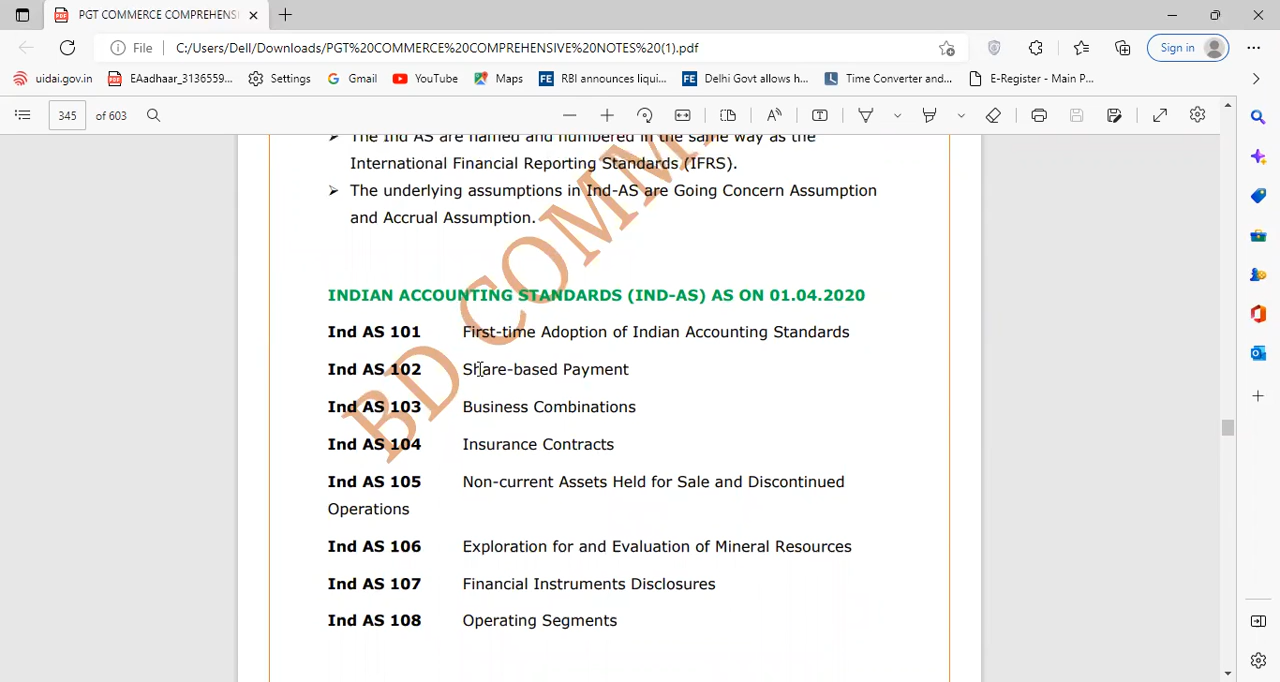 PGT COMMERCE COMPREHENSI
File C:/Users/Dell/Downloads/PGT%20COMMERCE%20COMPREHENSIVE%20NOTES%20(1).pdf Sign in
uidai.gov.in EAadhaar_3136559... Settings Gmail YouTube Maps RBI announces liqui... Delhi Govt allows h... Time Converter and... E-Register - Main P...
345 of 603
The Ind AS are named and numbered in the same way as the
International Financial Reporting Standards (IFRS).
The underlying assumptions in Ind-AS are Going Concern Assumption
and Accrual Assumption.
BD COMM
INDIAN ACCOUNTING STANDARDS (IND-AS) AS ON 01.04.2020
Ind AS 101 First-time Adoption of Indian Accounting Standards
Ind AS 102 Share-based Payment
Ind AS 103 Business Combinations
Ind AS 104 Insurance Contracts
Ind AS 105 Non-current Assets Held for Sale and Discontinued
Operations
Ind AS 106 Exploration for and Evaluation of Mineral Resources
Ind AS 107 Financial Instruments Disclosures
Ind AS 108 Operating Segments